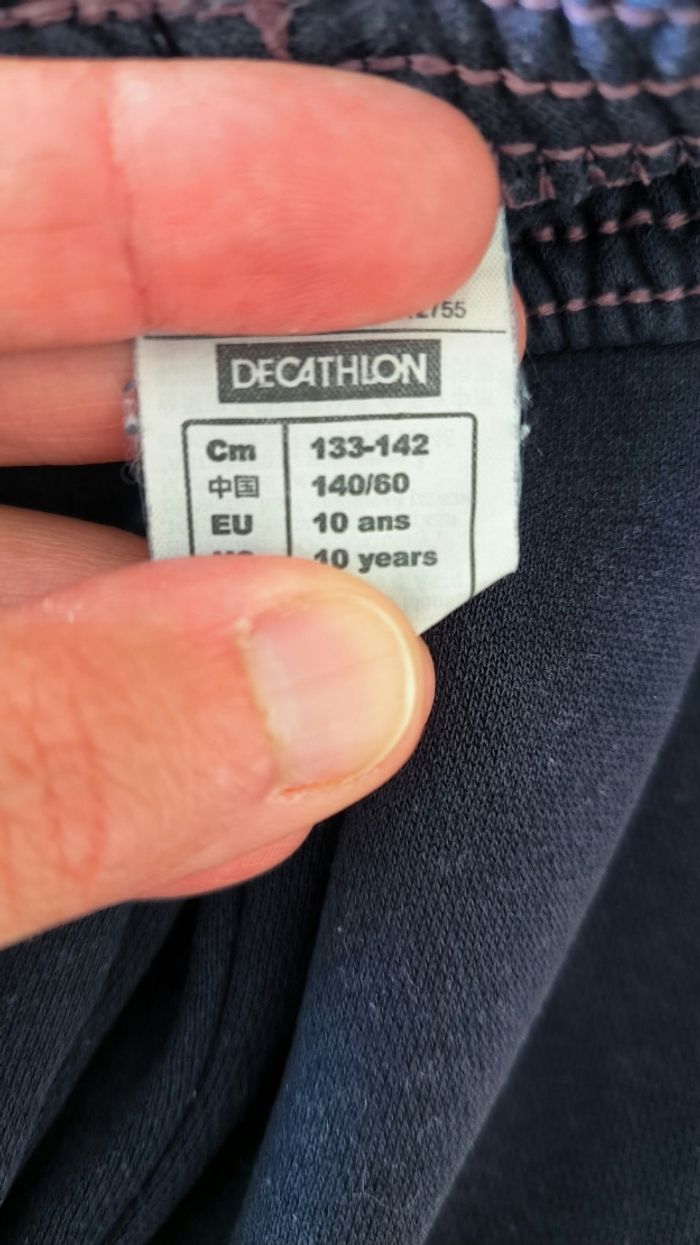 DECATHLON
Cm 133-142
中国 140/60
EU 10 ans
10 years